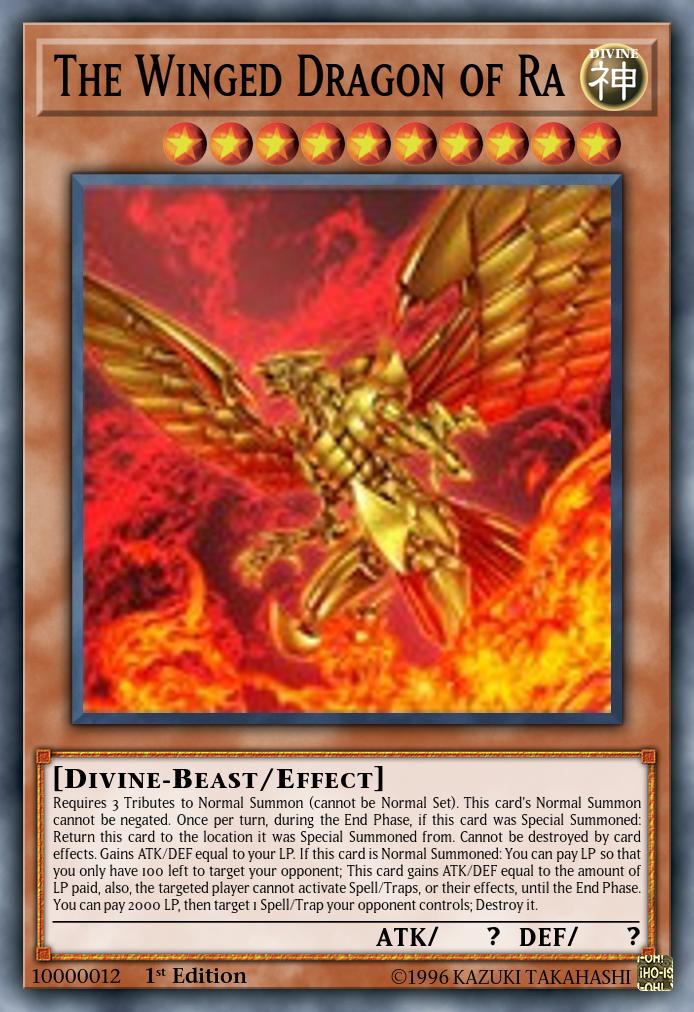 The Winged Dragon of Ra
DIVINE
神
[Divine-Beast/Effect]
Requires 3 Tributes to Normal Summon (cannot be Normal Set). This card's Normal Summon
cannot be negated. Once per turn, during the End Phase, if this card was Special Summoned:
Return this card to the location it was Special Summoned from. Cannot be destroyed by card
effects. Gains ATK/DEF equal to your LP. If this card is Normal Summoned: You can pay LP so that
you only have 100 left to target your opponent; This card gains ATK/DEF equal to the amount of
LP paid, also, the targeted player cannot activate Spell/Traps, or their effects, until the End Phase.
You can pay 2000 LP, then target 1 Spell/Trap your opponent controls; Destroy it.
ATK/ ? DEF/ ?
10000012 1st Edition ©1996 KAZUKI TAKAHASHI